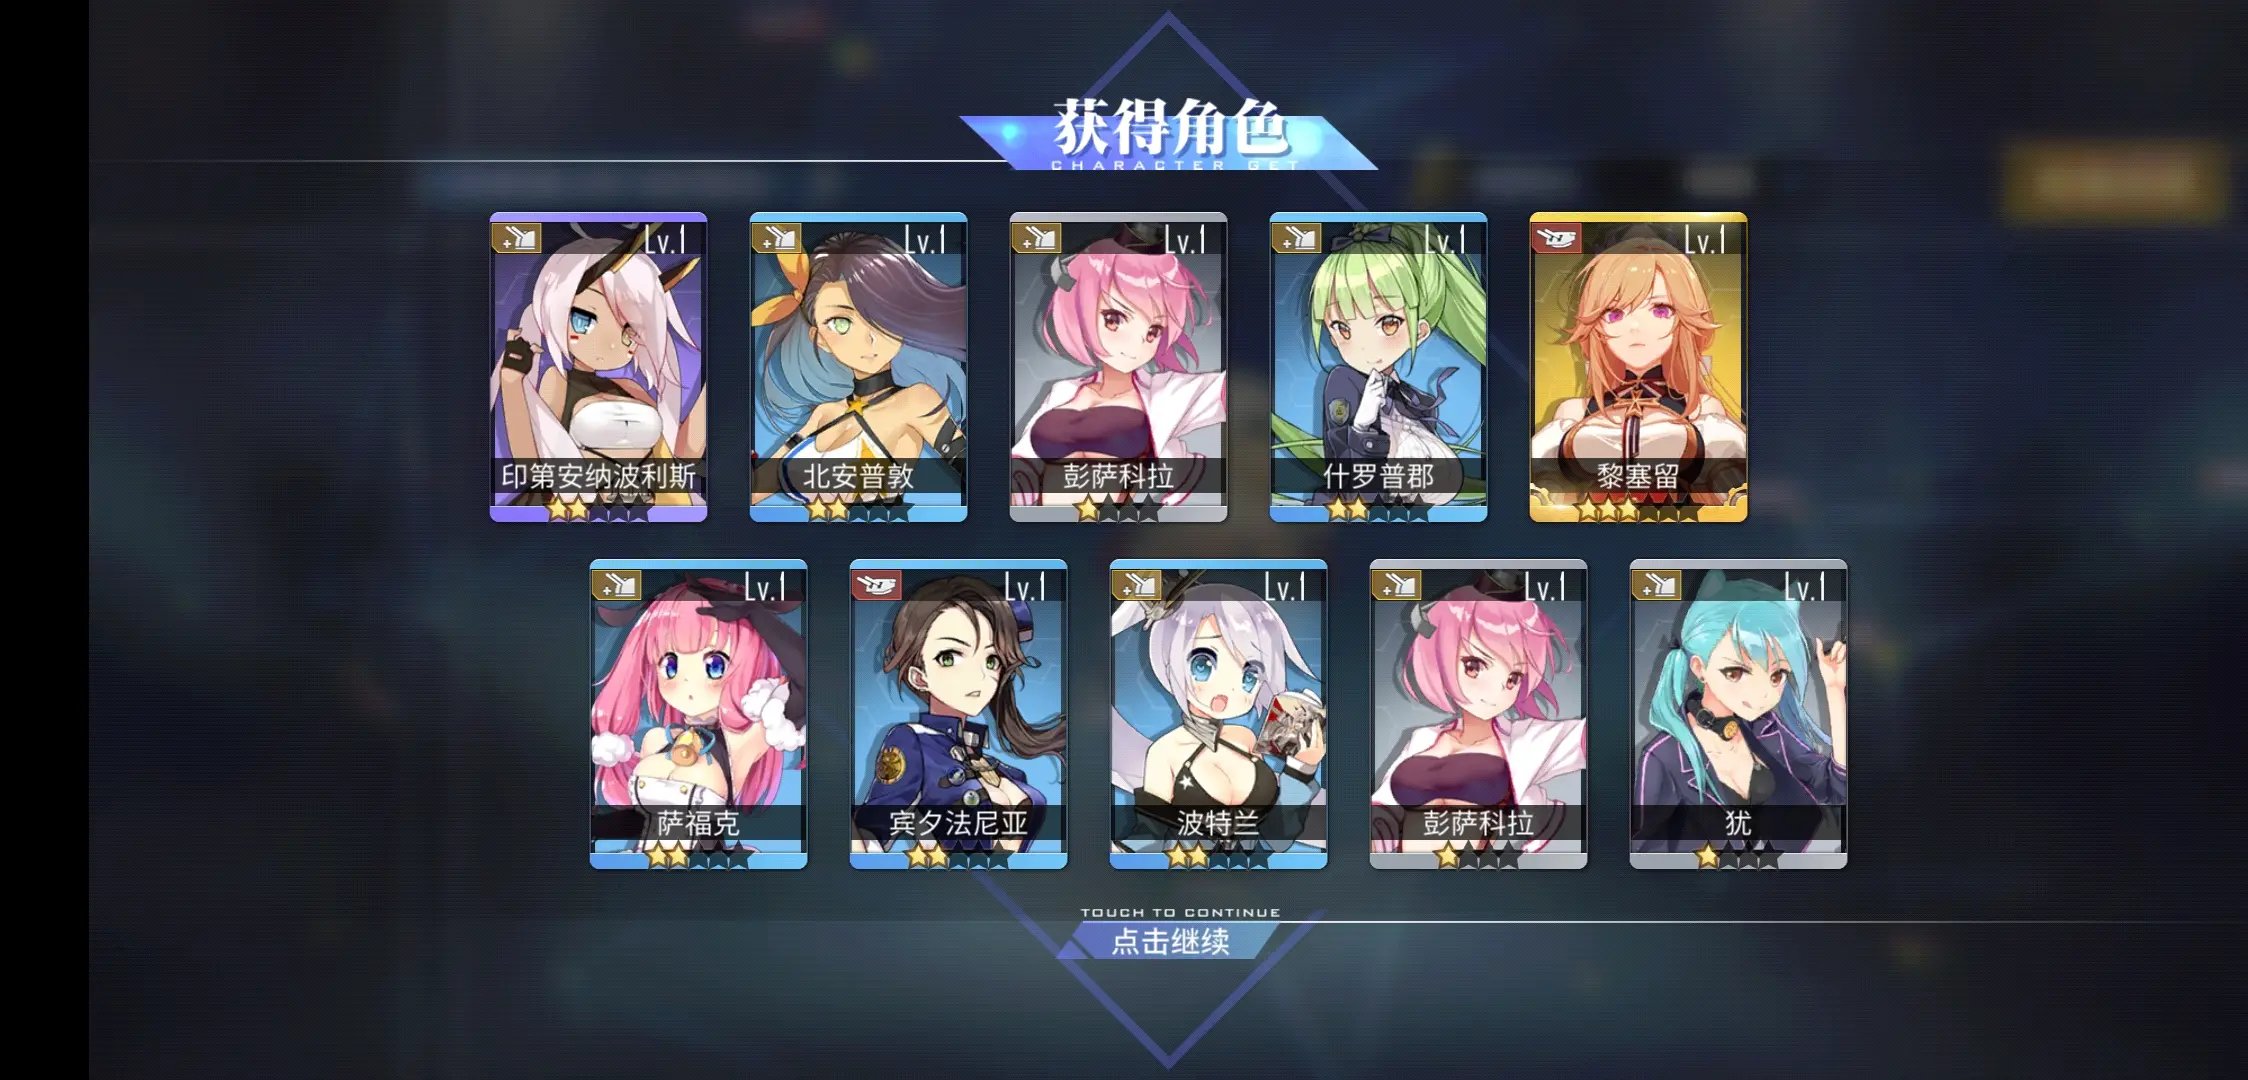 获得角色
CHARACTER GET
Lv.1
Lv.1
Lv.1
Lv.1
Lv.1
印第安纳波利斯
北安普敦
彭萨科拉
什罗普郡
黎塞留
Lv.1
Lv.1
Lv.1
Lv.1
Lv.1
萨福克
宾夕法尼亚
波特兰
彭萨科拉
犹
TOUCH TO CONTINUE
点击继续